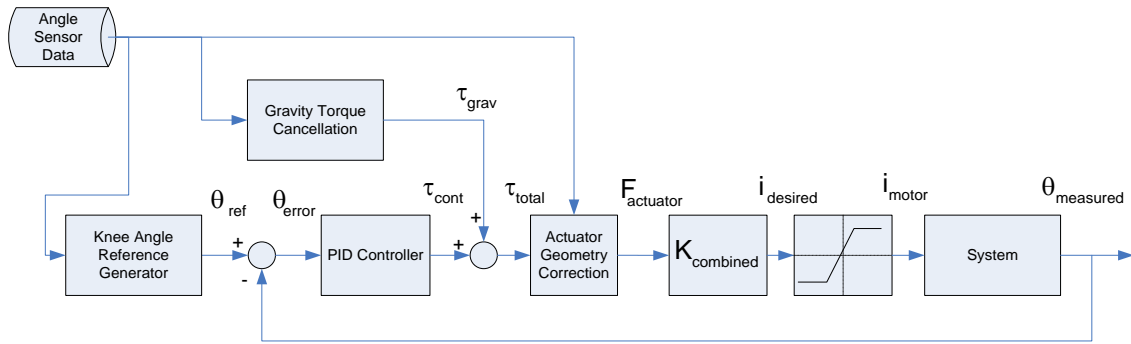 Angle
Sensor
Data
Gravity Torque
Cancellation
τgrav
θref
θerror
τcont
τtotal
Factuator
idesired
imotor
θmeasured
+
+
+
-
Knee Angle
Reference
Generator
PID Controller
Actuator
Geometry
Correction
Kcombined
System